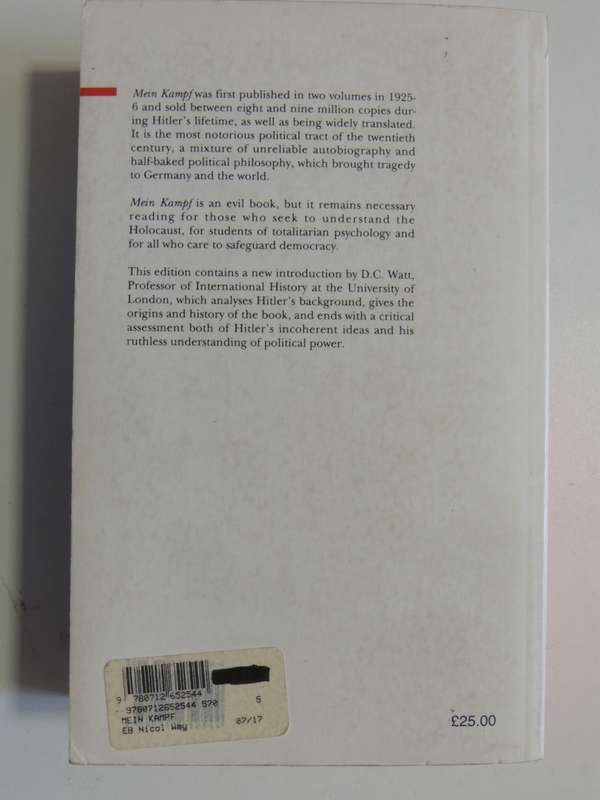 Mein Kampf was first published in two volumes in 1925-
6 and sold between eight and nine million copies dur-
ing Hitler's lifetime, as well as being widely translated.
It is the most notorious political tract of the twentieth
century, a mixture of unreliable autobiography and
half-baked political philosophy, which brought tragedy
to Germany and the world.
Mein Kampf is an evil book, but it remains necessary
reading for those who seek to understand the
Holocaust, for students of totalitarian psychology and
for all who care to safeguard democracy.
This edition contains a new introduction by D.C. Watt,
Professor of International History at the University of
London, which analyses Hitler's background, gives the
origins and history of the book, and ends with a critical
assessment both of Hitler's incoherent ideas and his
ruthless understanding of political power.
9 780712 652544
9780712652544 570 5
MEIN KAMPF 07/17
EB Nicol Way
£25.00